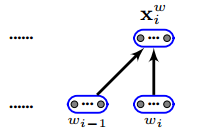 x_i^w
......
......
w_{i-1} w_i